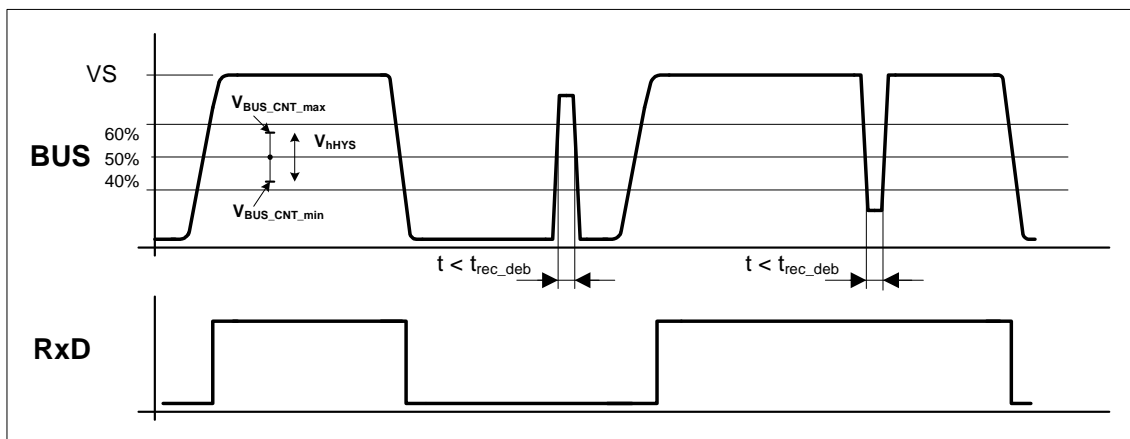 VS
V_BUS_CNT_max
60%
V_hHYS
BUS
50%
40%
V_BUS_CNT_min
t < t_rec_deb
t < t_rec_deb
RxD